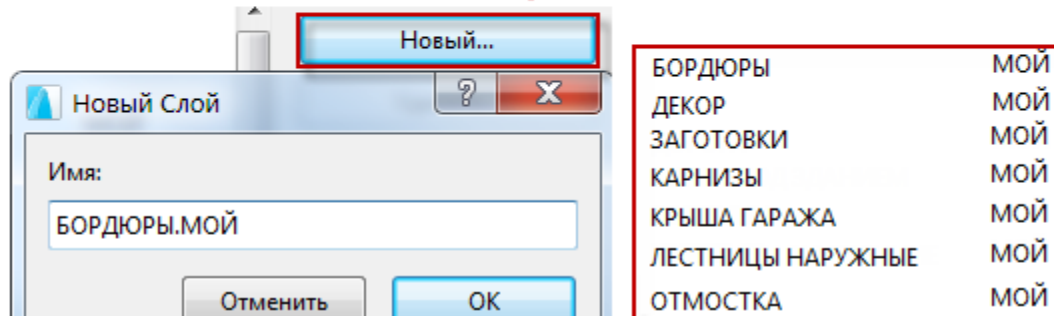 Новый...
Новый Слой
Имя:
БОРДЮРЫ.МОЙ
Отменить
ОК
БОРДЮРЫ МОЙ
ДЕКОР МОЙ
ЗАГОТОВКИ МОЙ
КАРНИЗЫ МОЙ
КРЫША ГАРАЖА МОЙ
ЛЕСТНИЦЫ НАРУЖНЫЕ МОЙ
ОТМОСТКА МОЙ